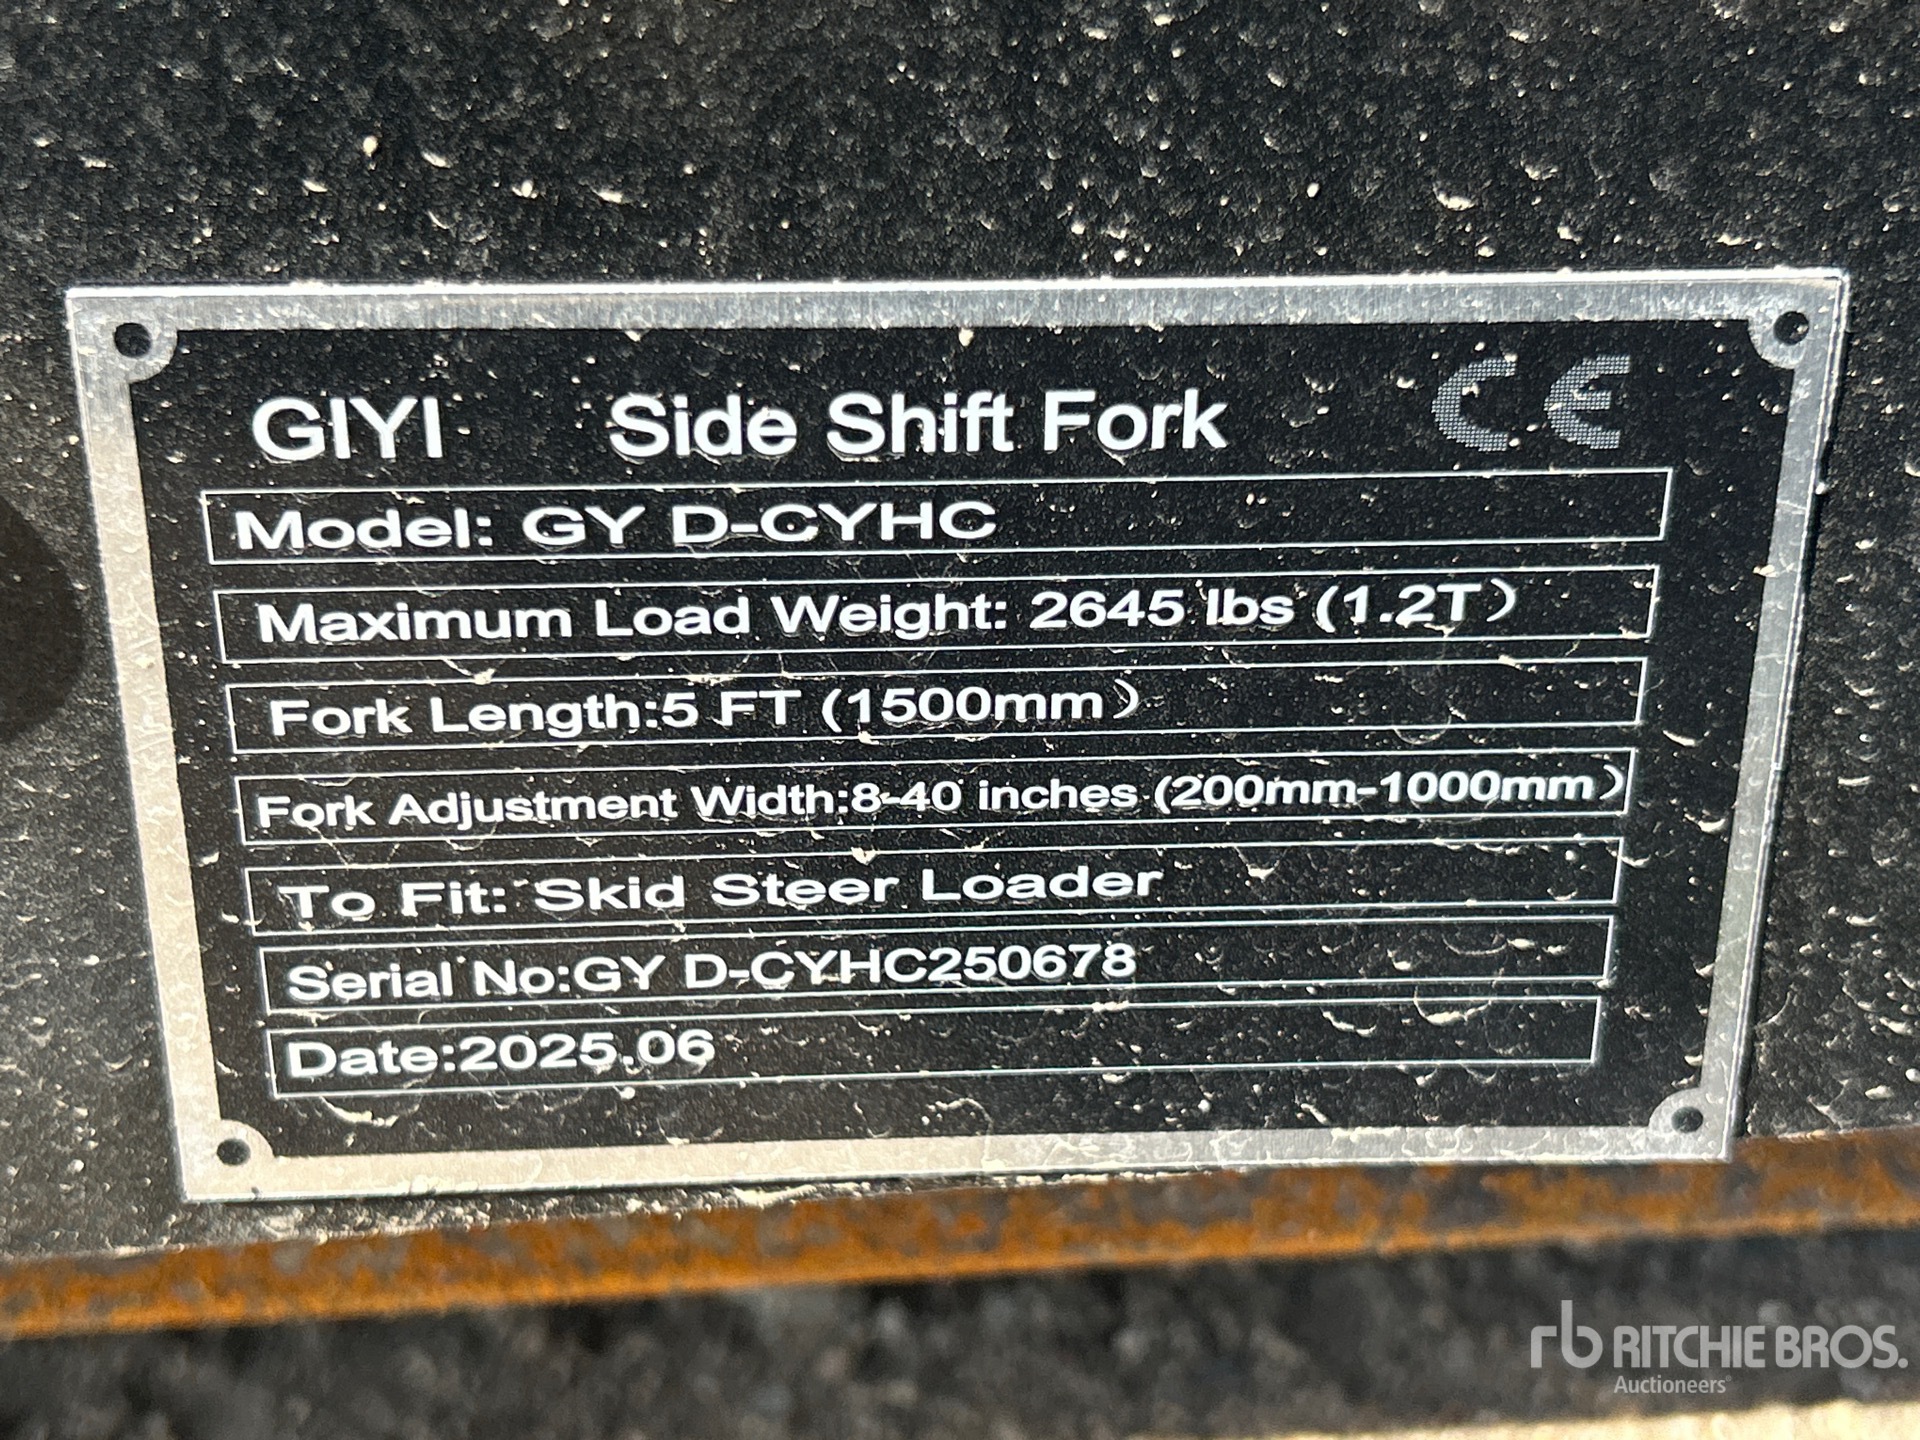 GIYI Side Shift Fork CE
Model: GY D-CYHC
Maximum Load Weight: 2645 lbs (1.2T)
Fork Length:5 FT (1500mm)
Fork Adjustment Width:8-40 inches (200mm-1000mm)
To Fit: Skid Steer Loader
Serial No:GY D-CYHC250678
Date:2025.06
rb RITCHIE BROS.
Auctioneers